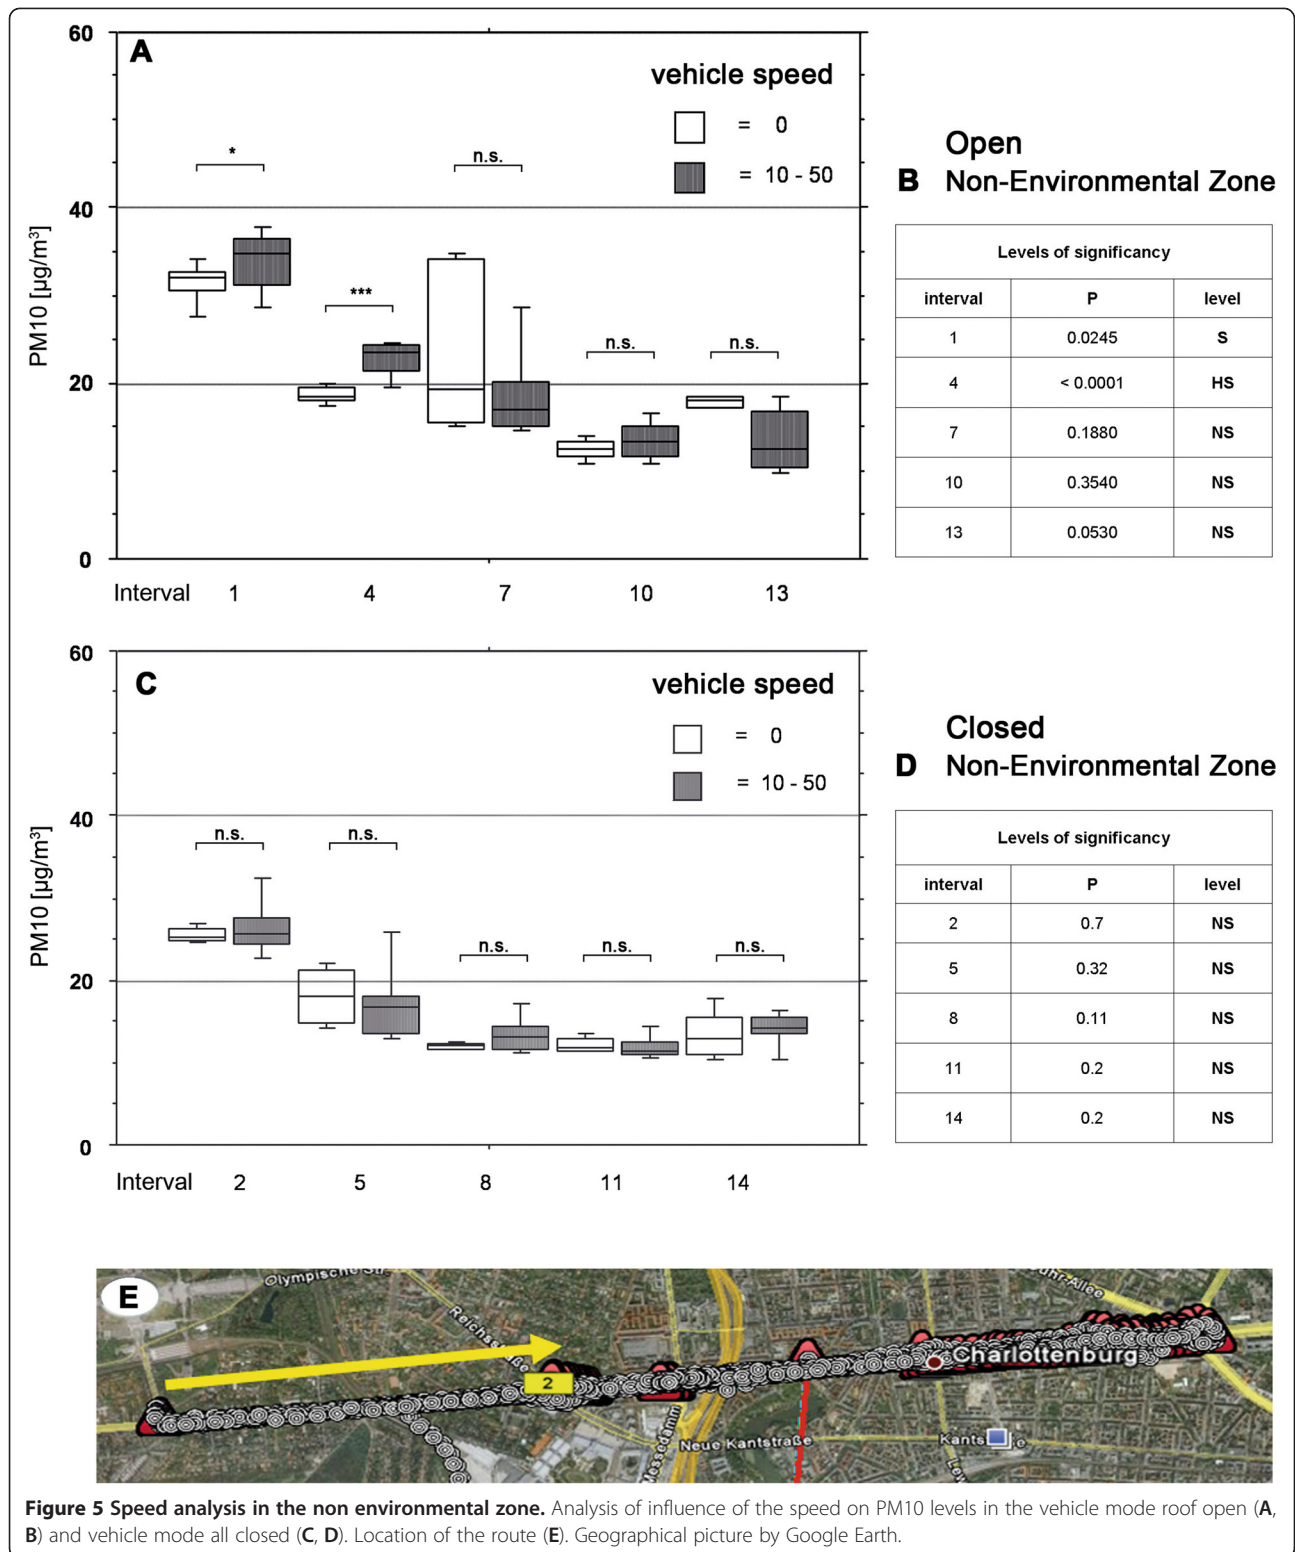 60
A
vehicle speed
= 0
= 10 - 50
*
n.s.
40
***
n.s.
n.s.
20
0
PM10 [µg/m³]
Interval 1 4 7 10 13
Open
B Non-Environmental Zone
Levels of significancy
interval P level
1 0.0245 S
4 < 0.0001 HS
7 0.1880 NS
10 0.3540 NS
13 0.0530 NS
60
C
vehicle speed
= 0
= 10 - 50
40
n.s. n.s.
n.s. n.s. n.s.
20
0
PM10 [µg/m³]
Interval 2 5 8 11 14
Closed
D Non-Environmental Zone
Levels of significancy
interval P level
2 0.7 NS
5 0.32 NS
8 0.11 NS
11 0.2 NS
14 0.2 NS
E
Olympische Str.
Reichsstraße
2
Charlottenburg
Messedamm
Neue Kantstraße
Figure 5 Speed analysis in the non environmental zone. Analysis of influence of the speed on PM10 levels in the vehicle mode roof open (A,
B) and vehicle mode all closed (C, D). Location of the route (E). Geographical picture by Google Earth.